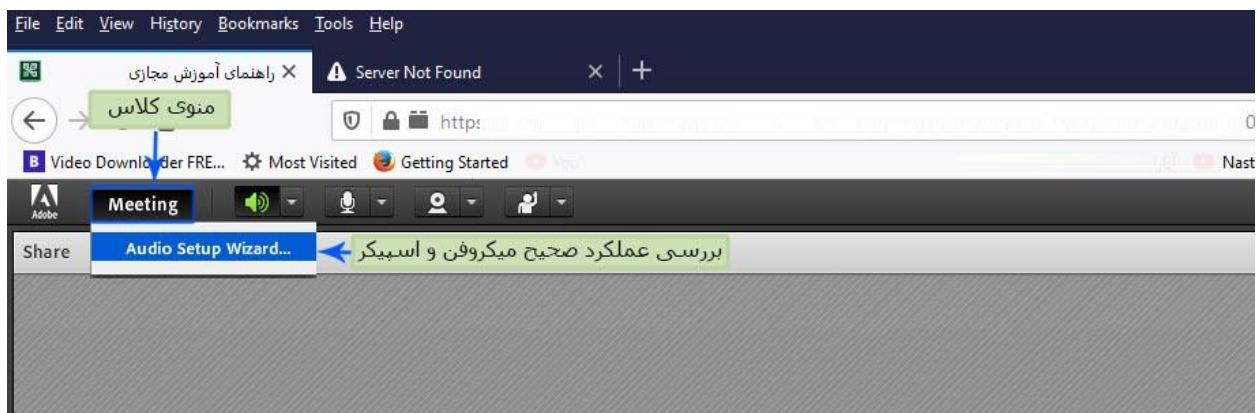 File Edit View History Bookmarks Tools Help
راهنمای آموزش مجازی Server Not Found
منوی کلاس
https
Video Downloader FRE... Most Visited Getting Started Nast
Adobe Meeting
Share Audio Setup Wizard... بررسی عملکرد صحیح میکروفن و اسپیکر